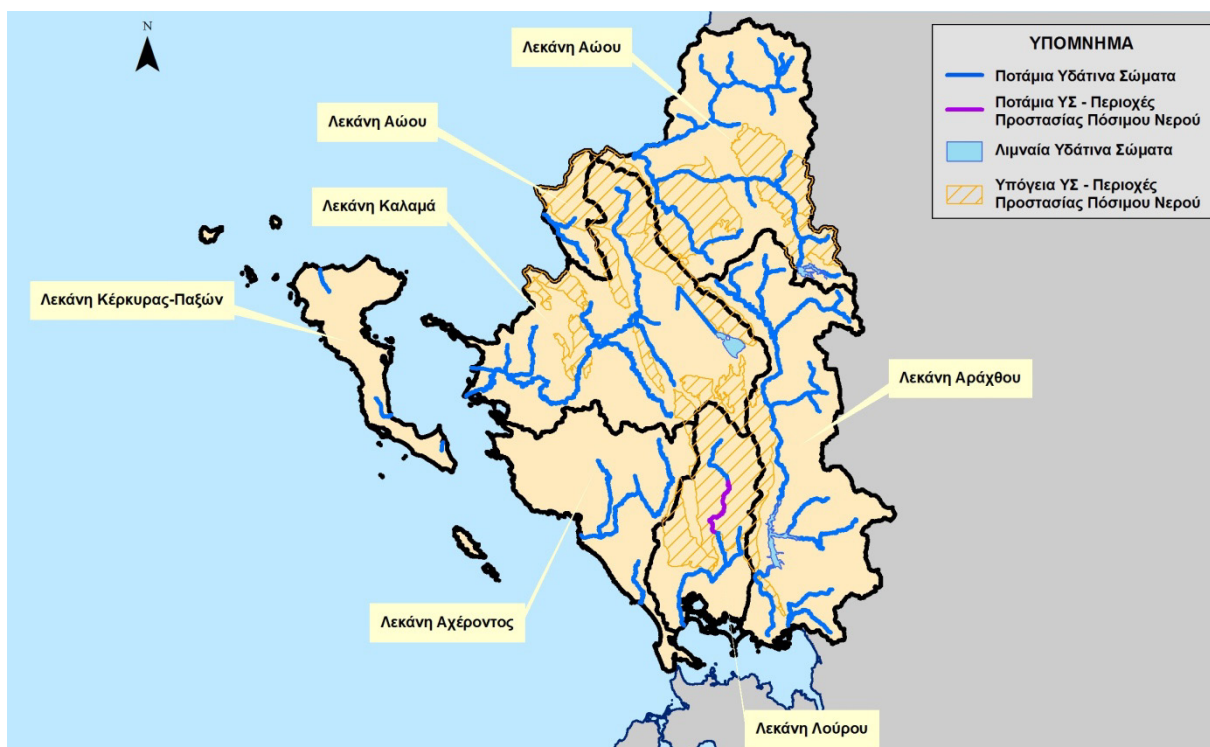 N
Λεκάνη Αώου
Λεκάνη Αώου
Λεκάνη Καλαμά
Λεκάνη Κέρκυρας-Παξών
Λεκάνη Αράχθου
Λεκάνη Αχέροντος
Λεκάνη Λούρου
ΥΠΟΜΝΗΜΑ
Ποτάμια Υδάτινα Σώματα
Ποτάμια ΥΣ - Περιοχές
Προστασίας Πόσιμου Νερού
Λιμναία Υδάτινα Σώματα
Υπόγεια ΥΣ - Περιοχές
Προστασίας Πόσιμου Νερού